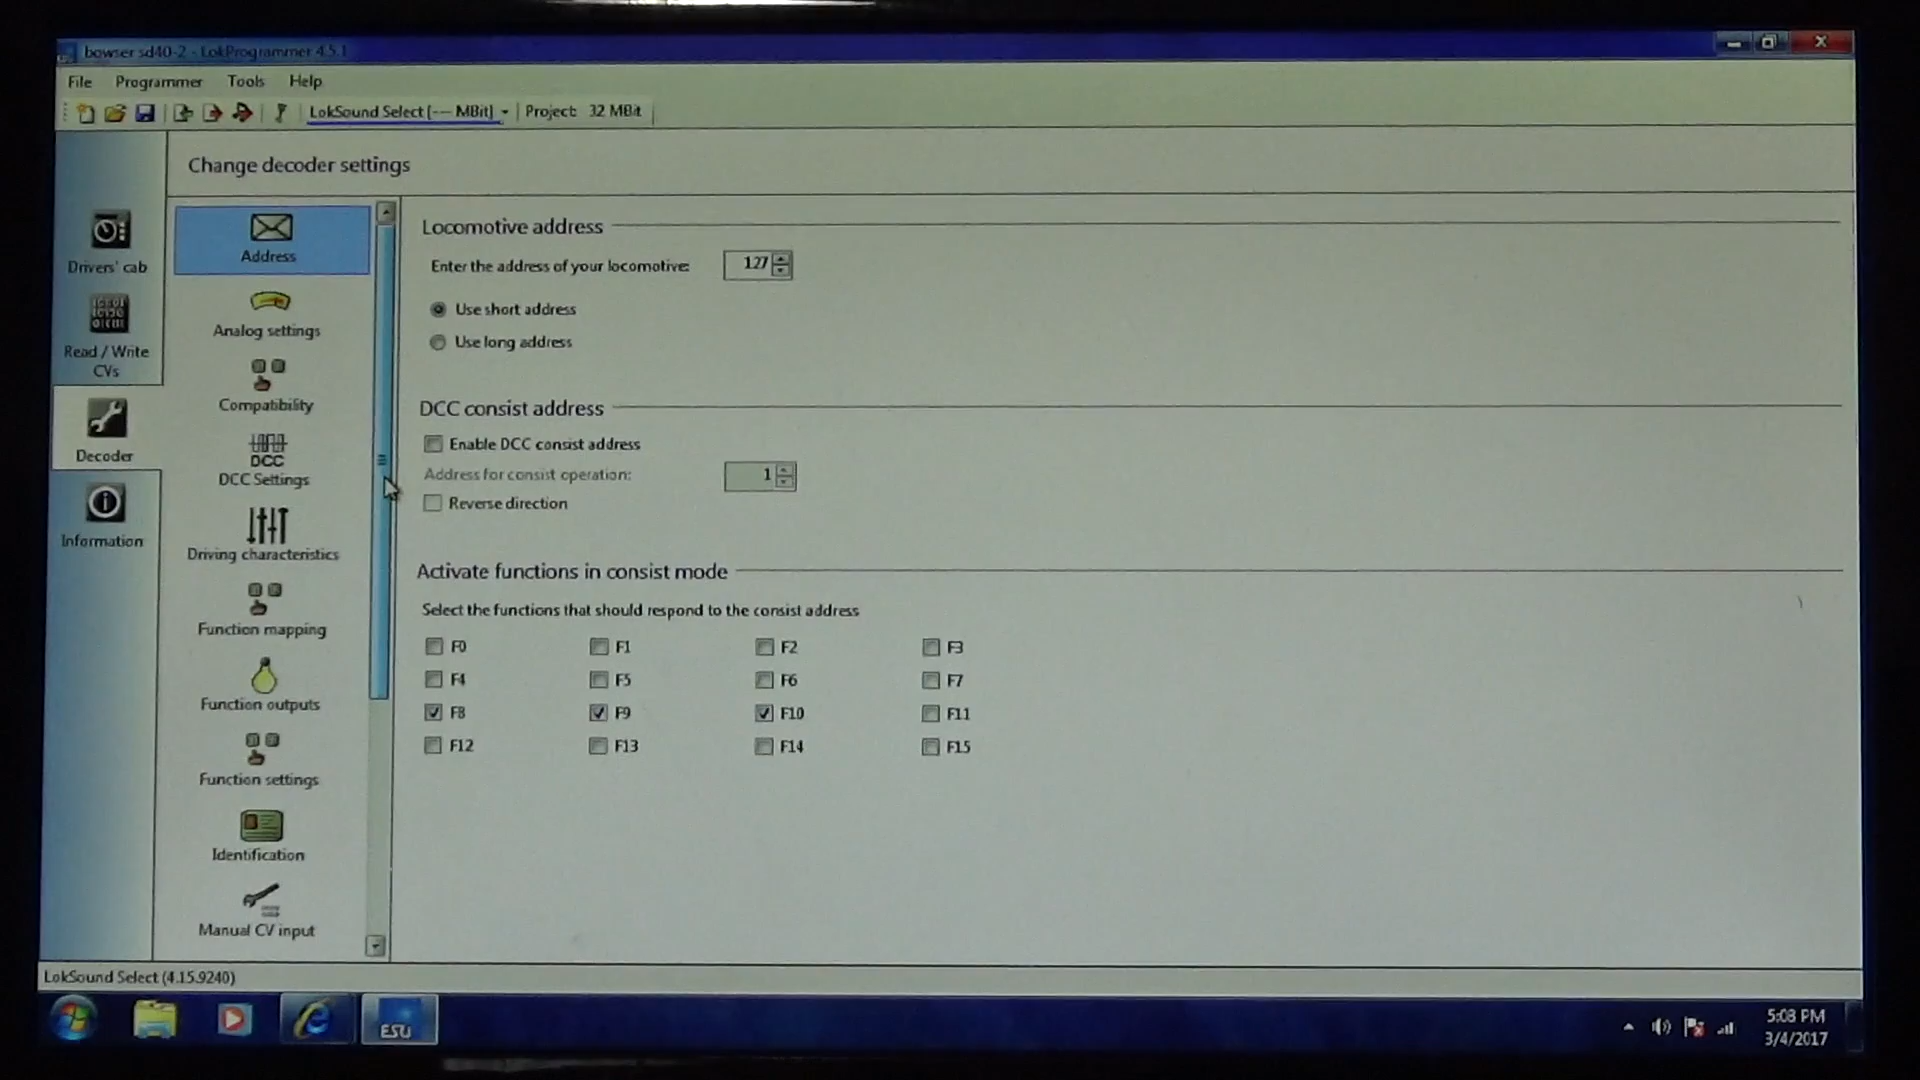 bowser sd40-2 - LokProgrammer 4.5.1
File Programmer Tools Help
LokSound Select [--- MBit] Project: 32 MBit
Change decoder settings
Drivers' cab
Read / Write
CVs
Decoder
Information
Address
Analog settings
Compatibility
DCC
DCC Settings
Driving characteristics
Function mapping
Function outputs
Function settings
Identification
Manual CV input
Locomotive address
Enter the address of your locomotive: 127
Use short address
Use long address
DCC consist address
Enable DCC consist address
Address for consist operation: 1
Reverse direction
Activate functions in consist mode
Select the functions that should respond to the consist address
F0 F1 F2 F3
F4 F5 F6 F7
F8 F9 F10 F11
F12 F13 F14 F15
LokSound Select (4.15.9240)
ESU
5:03 PM
3/4/2017